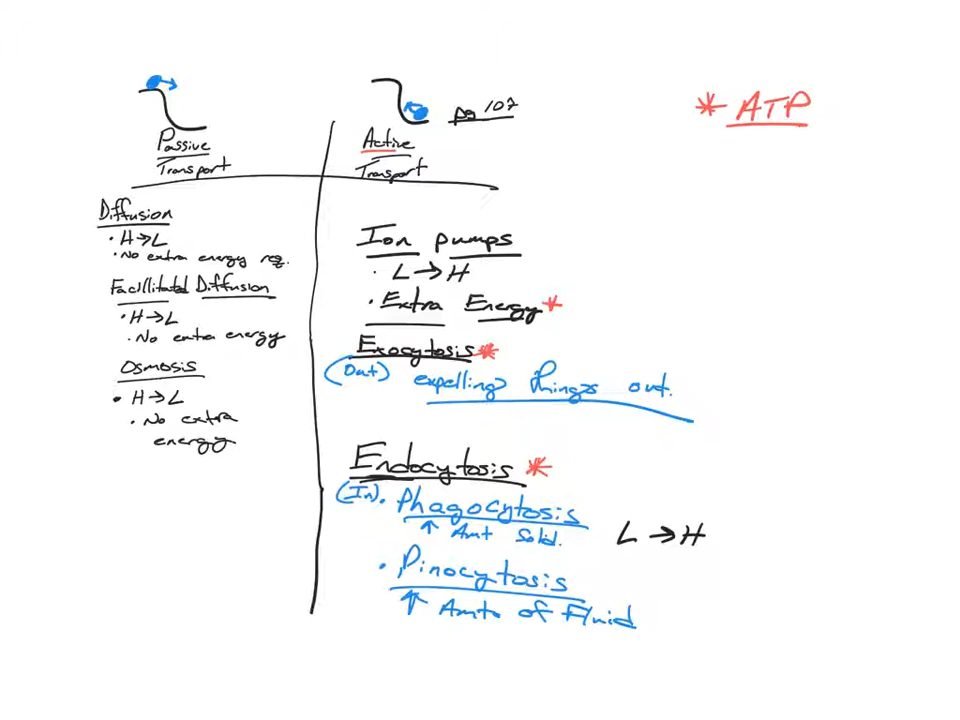 Passive
Transport
Diffusion
• H→L
• No extra energy req.
Facillitated Diffusion
• H→L
• No extra energy
Osmosis
• H→L
• No extra
energy
pg 107
Active
Transport
Ion pumps
• L→H
• Extra Energy*
Exocytosis*
(Out) expelling things out.
Endocytosis *
(In) • Phagocytosis
↑ Amt Solid.
L→H
• Pinocytosis
↑ Amts of Fluid
* ATP